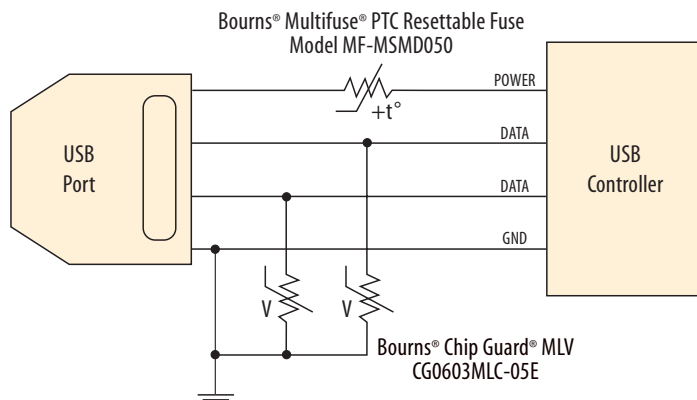 Bourns® Multifuse® PTC Resettable Fuse
Model MF-MSMD050
POWER
+t°
DATA
USB
Port
USB
Controller
DATA
GND
V
V
Bourns® Chip Guard® MLV
CG0603MLC-05E